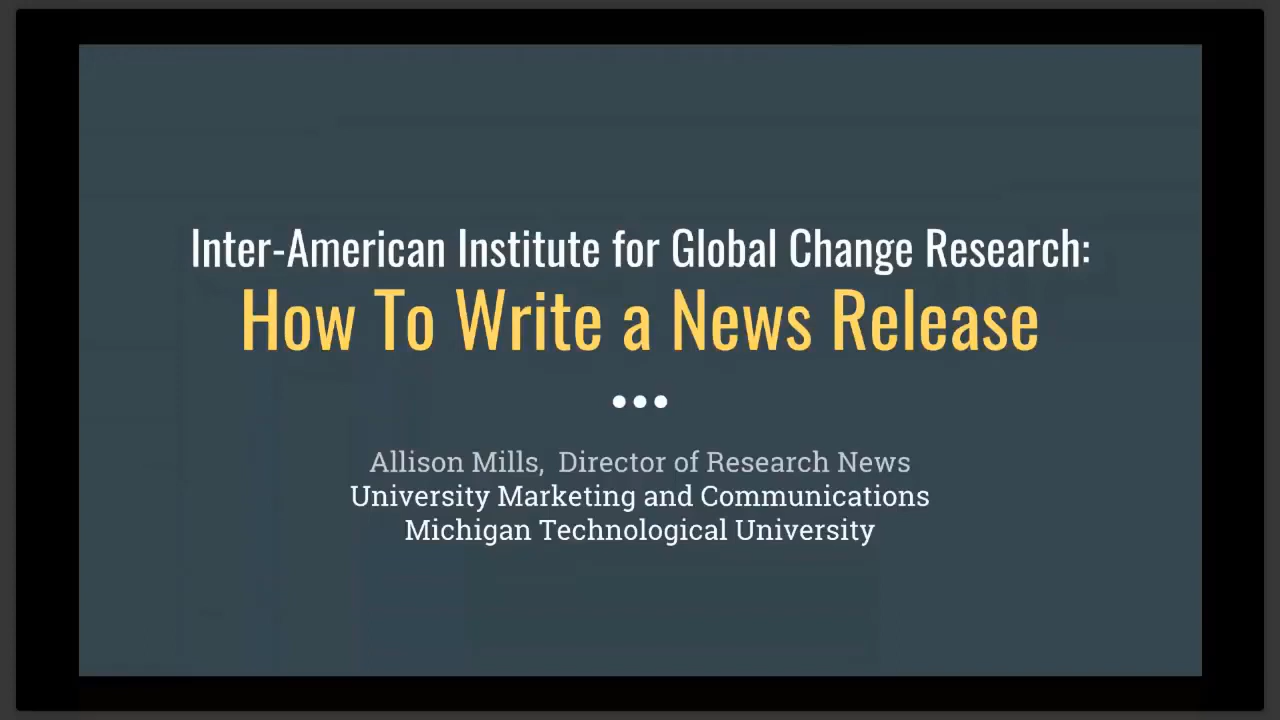 Inter-American Institute for Global Change Research:
How To Write a News Release
Allison Mills, Director of Research News
University Marketing and Communications
Michigan Technological University